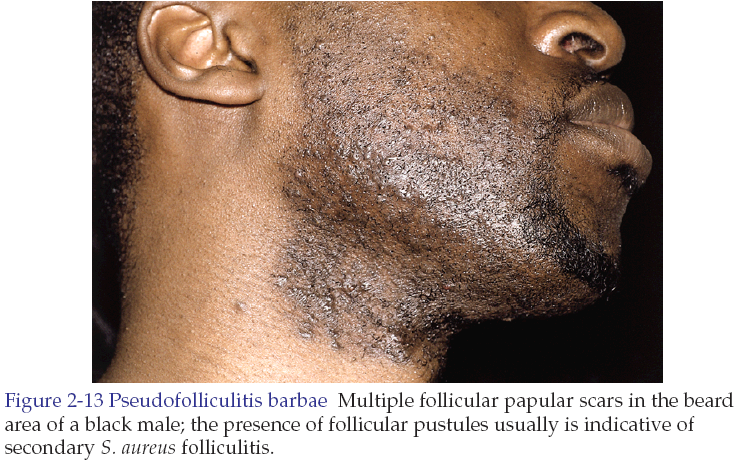 Figure 2-13 Pseudofolliculitis barbae Multiple follicular papular scars in the beard
area of a black male; the presence of follicular pustules usually is indicative of
secondary S. aureus folliculitis.